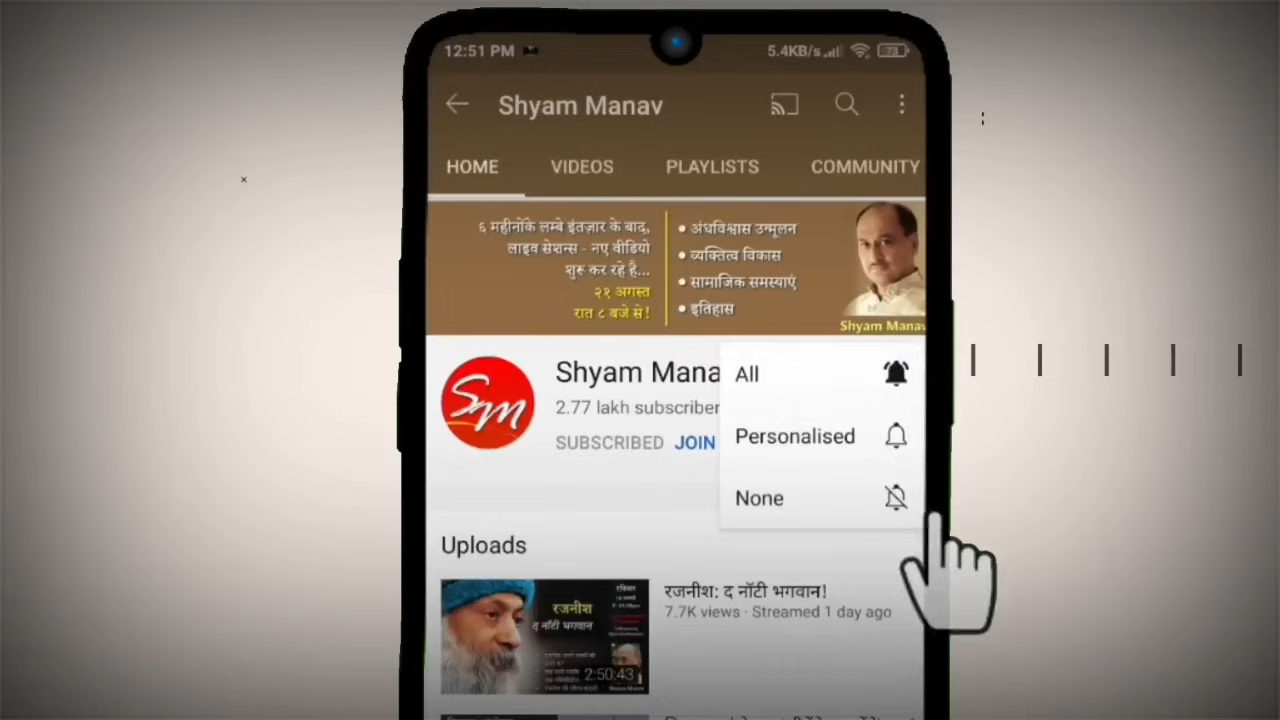 12:51 PM
5.4KB/s
73
Shyam Manav
HOME
VIDEOS
PLAYLISTS
COMMUNITY
६ महीनोंके लम्बे इंतज़ार के बाद,
लाइव सेशन्स - नए वीडियो
शुरू कर रहे है...
२१ अगस्त
रात ८ बजे से!
• अंधविश्वास उन्मूलन
• व्यक्तित्व विकास
• सामाजिक समस्याएं
• इतिहास
Shyam Manav
SM
Shyam Mana
2.77 lakh subscriber
SUBSCRIBED JOIN
All
Personalised
None
Uploads
रजनीश
द नॉटी भगवान
2:50:43
रजनीश: द नॉटी भगवान!
7.7K views · Streamed 1 day ago